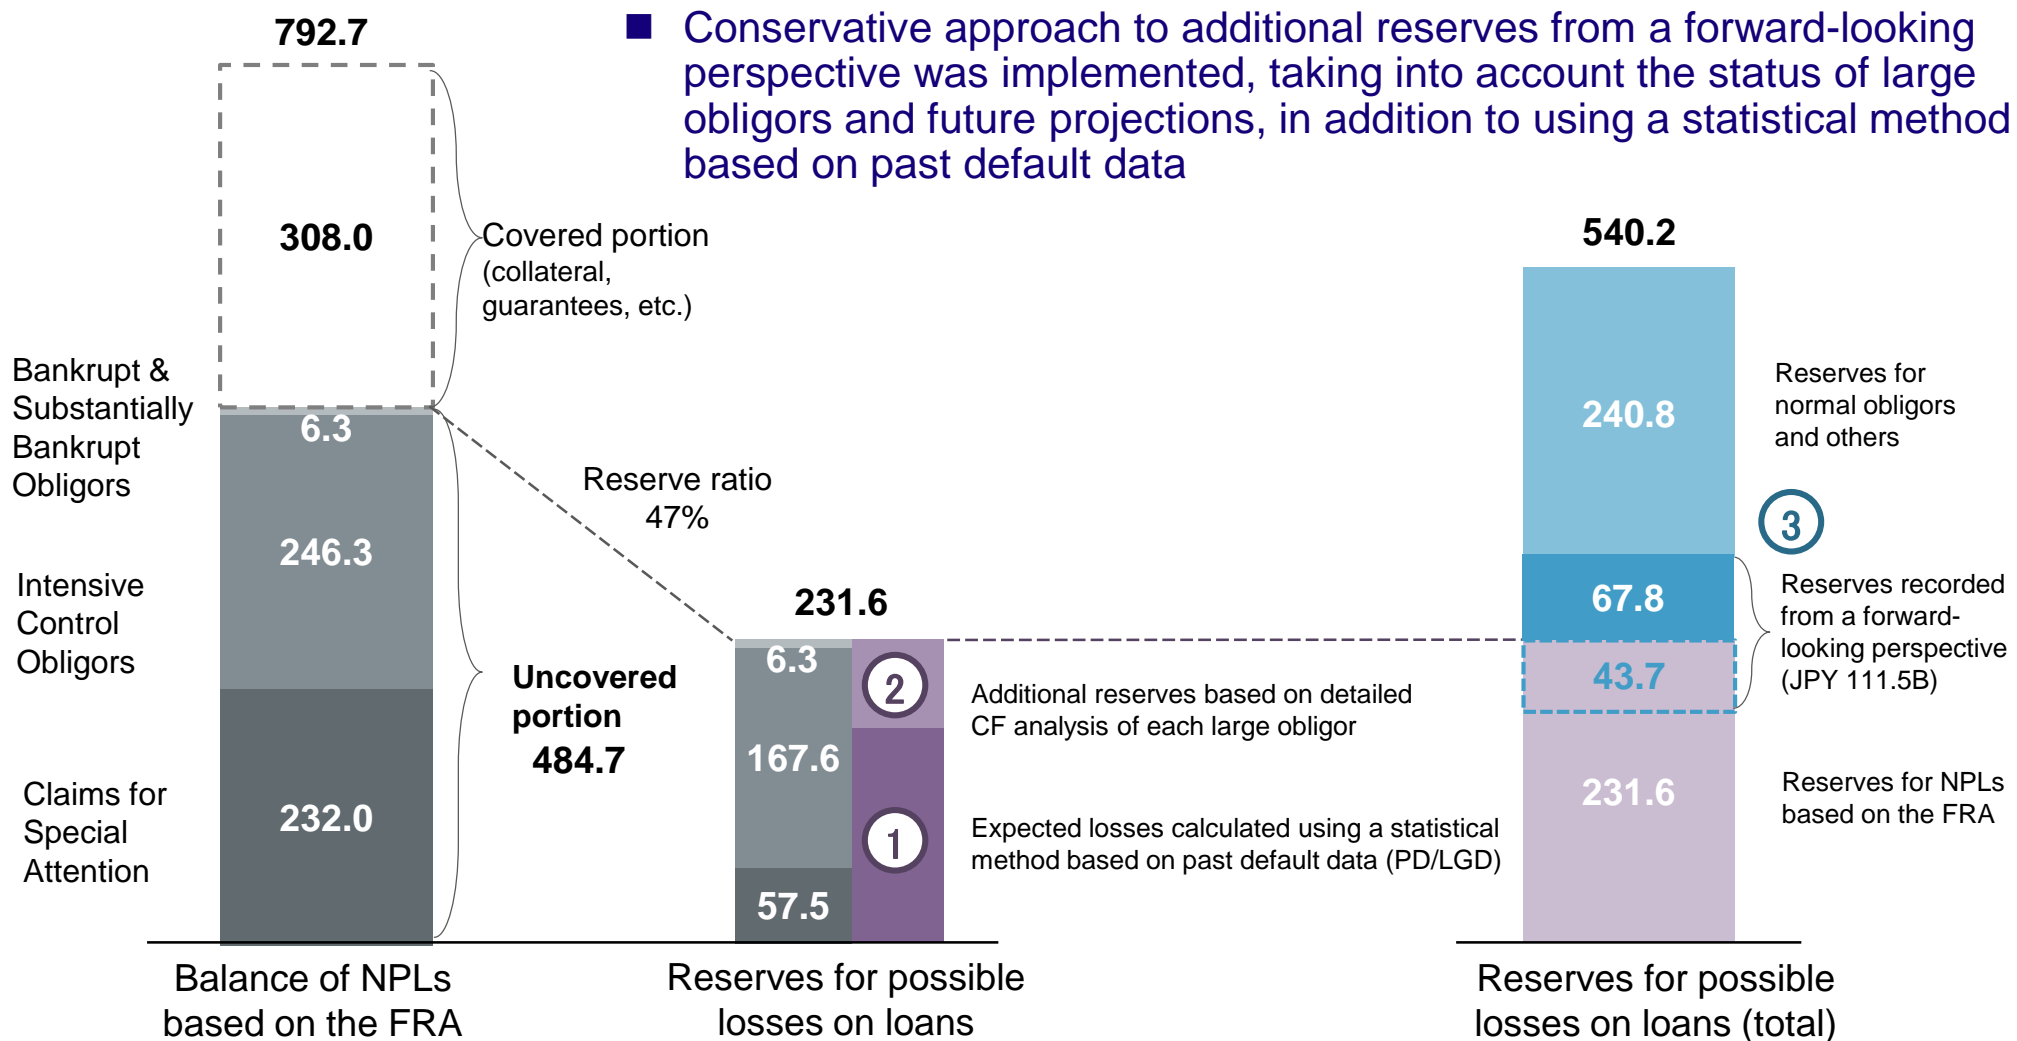 ■ Conservative approach to additional reserves from a forward-looking
perspective was implemented, taking into account the status of large
obligors and future projections, in addition to using a statistical method
based on past default data
792.7
308.0
Covered portion
(collateral,
guarantees, etc.)
Bankrupt &
Substantially
Bankrupt
Obligors
6.3
Intensive
Control
Obligors
246.3
Claims for
Special
Attention
232.0
Uncovered
portion
484.7
Balance of NPLs
based on the FRA
Reserve ratio
47%
231.6
6.3
167.6
57.5
②
Additional reserves based on detailed
CF analysis of each large obligor
①
Expected losses calculated using a statistical
method based on past default data (PD/LGD)
Reserves for possible
losses on loans
540.2
240.8
Reserves for
normal obligors
and others
③
67.8
43.7
Reserves recorded
from a forward-
looking perspective
(JPY 111.5B)
231.6
Reserves for NPLs
based on the FRA
Reserves for possible
losses on loans (total)